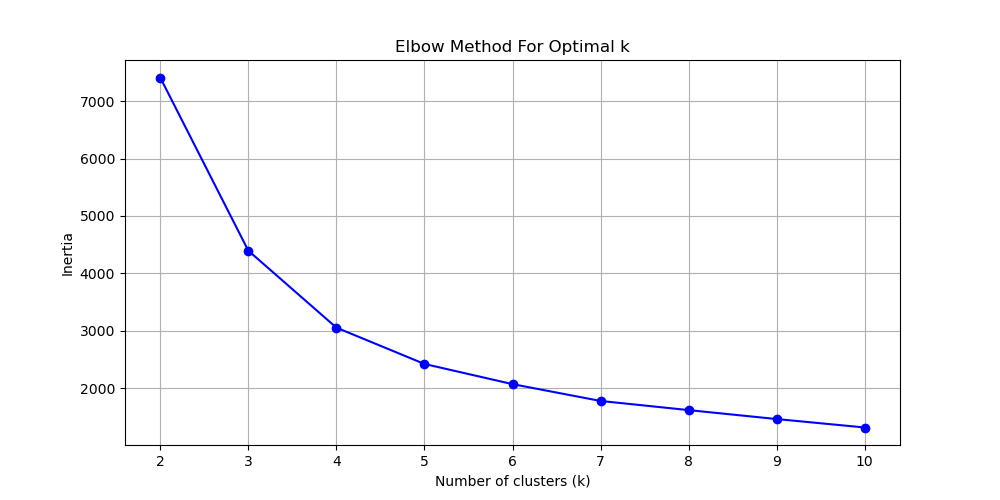 Elbow Method For Optimal k
7000
6000
5000
4000
3000
2000
Inertia
2 3 4 5 6 7 8 9 10
Number of clusters (k)